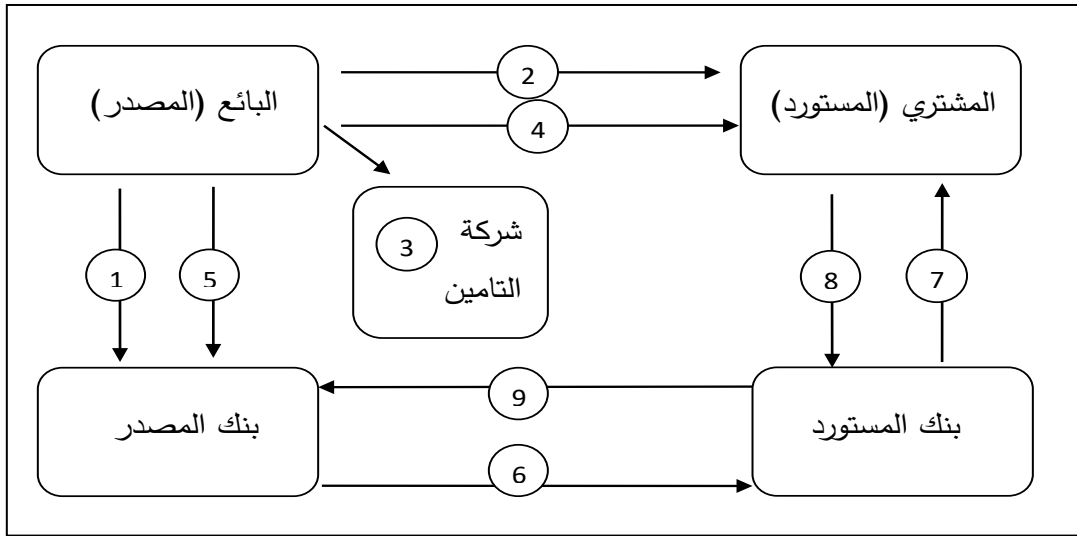 2
البائع (المصدر)
المشتري (المستورد)
4
شركة
3
التامين
1
5
8
7
9
بنك المصدر
بنك المستورد
6